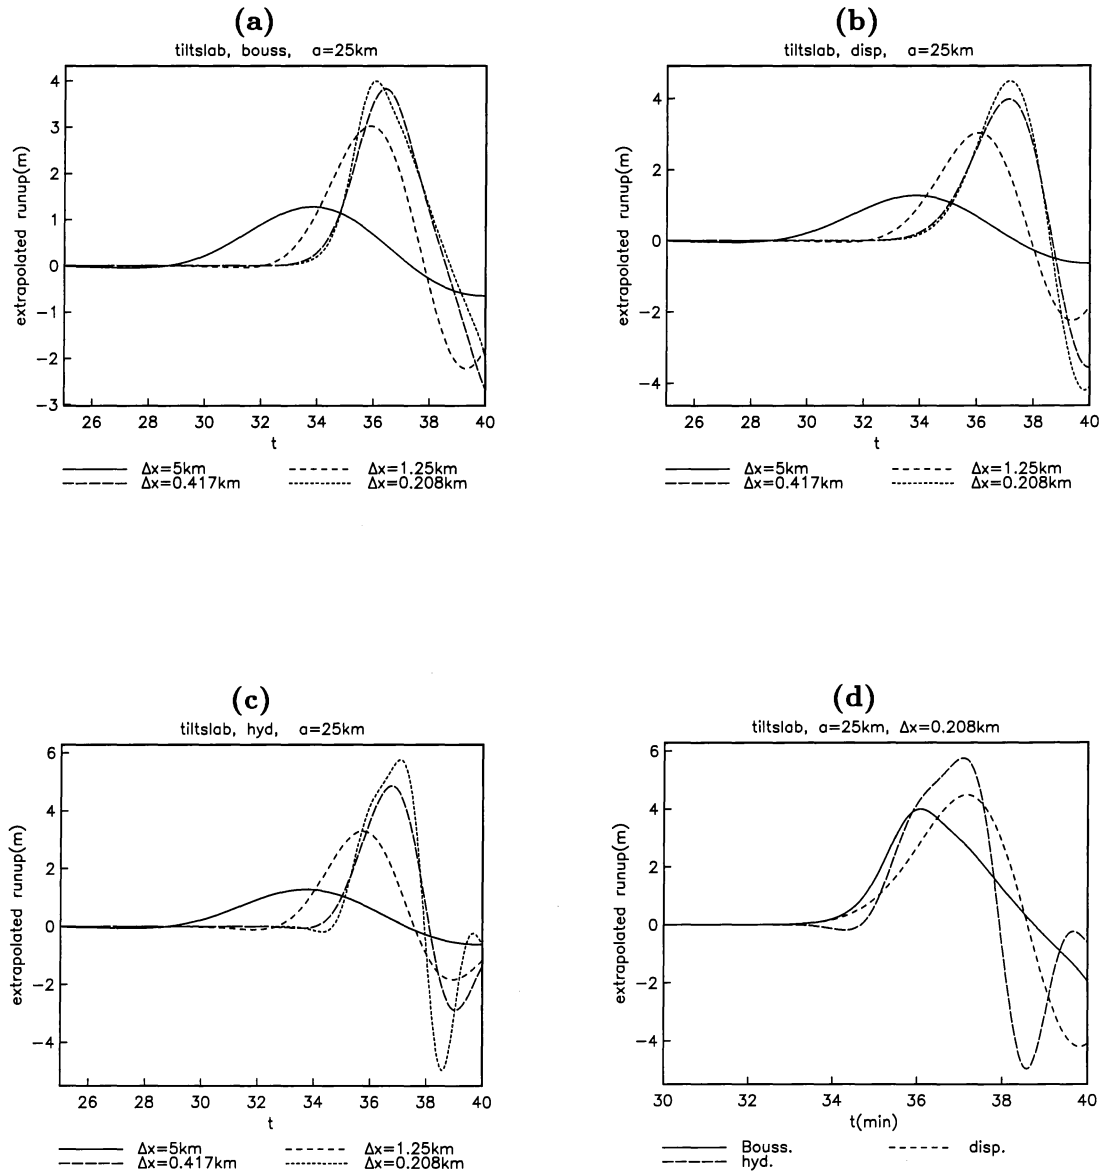 (a)
tiltslab, bouss, a=25km
extrapolated runup(m)
4
3
2
1
0
−1
−2
−3
26 28 30 32 34 36 38 40
t
Δx=5km Δx=1.25km
Δx=0.417km Δx=0.208km
(b)
tiltslab, disp, a=25km
extrapolated runup(m)
4
2
0
−2
−4
26 28 30 32 34 36 38 40
t
Δx=5km Δx=1.25km
Δx=0.417km Δx=0.208km
(c)
tiltslab, hyd, a=25km
extrapolated runup(m)
6
4
2
0
−2
−4
26 28 30 32 34 36 38 40
t
Δx=5km Δx=1.25km
Δx=0.417km Δx=0.208km
(d)
tiltslab, a=25km, Δx=0.208km
extrapolated runup(m)
6
4
2
0
−2
−4
30 32 34 36 38 40
t(min)
Bouss. disp.
hyd.